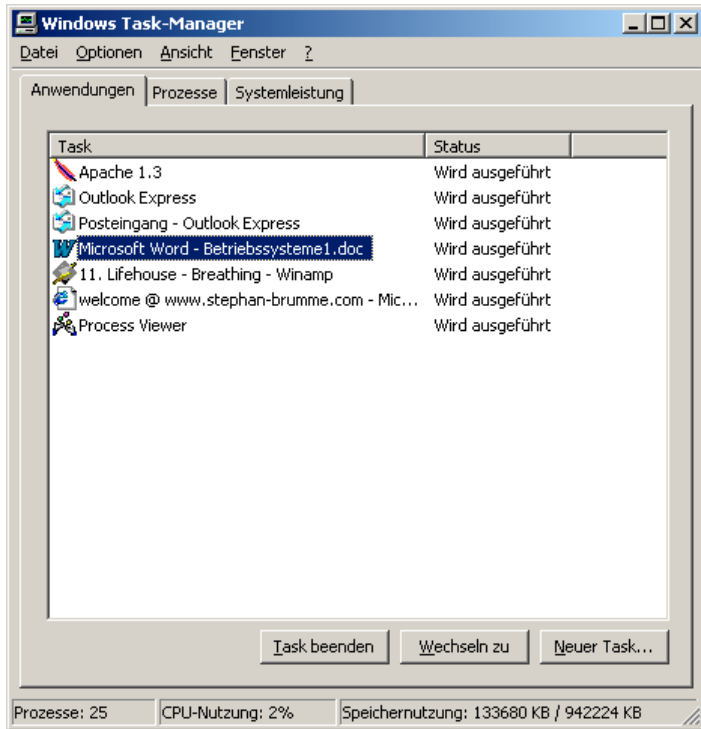 Windows Task-Manager
Datei Optionen Ansicht Fenster ?
Anwendungen Prozesse Systemleistung
Task Status
Apache 1.3 Wird ausgeführt
Outlook Express Wird ausgeführt
Posteingang - Outlook Express Wird ausgeführt
Microsoft Word - Betriebssysteme1.doc Wird ausgeführt
11. Lifehouse - Breathing - Winamp Wird ausgeführt
welcome @ www.stephan-brumme.com - Mic... Wird ausgeführt
Process Viewer Wird ausgeführt
Task beenden Wechseln zu Neuer Task...
Prozesse: 25 CPU-Nutzung: 2% Speichernutzung: 133680 KB / 942224 KB